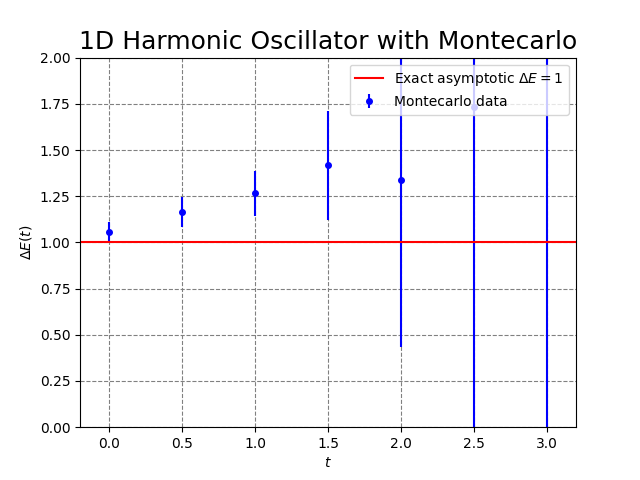 1D Harmonic Oscillator with Montecarlo
Exact asymptotic ΔE = 1
Montecarlo data
ΔE(t)
2.00
1.75
1.50
1.25
1.00
0.75
0.50
0.25
0.00
0.0 0.5 1.0 1.5 2.0 2.5 3.0
t